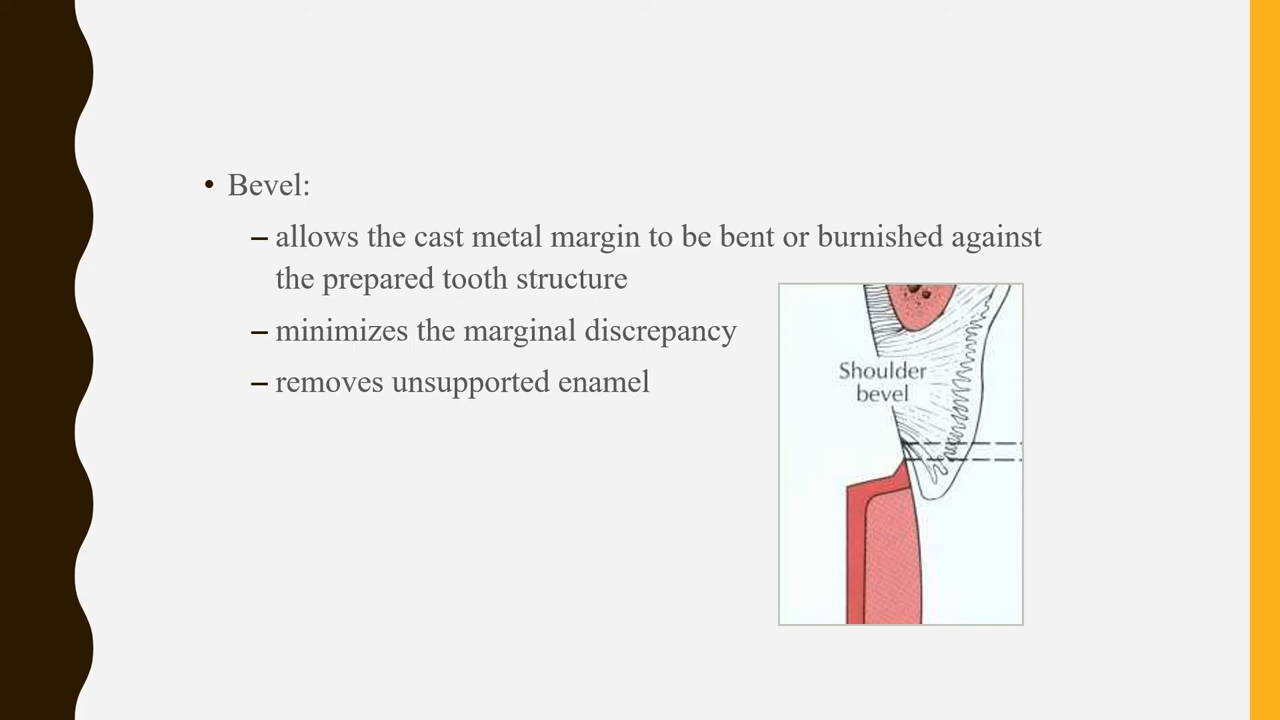 • Bevel:
– allows the cast metal margin to be bent or burnished against
the prepared tooth structure
– minimizes the marginal discrepancy
– removes unsupported enamel
Shoulder
bevel